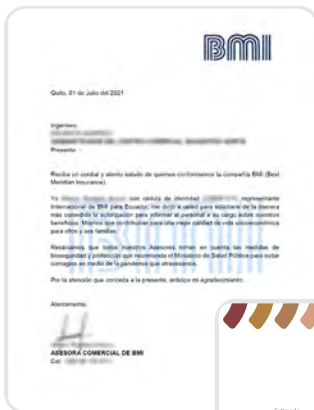 BMI
Quito, 01 de Julio del 2021
Ingeniero
Presente
Reciba un cordial y atento saludo de quienes conformamos la compañía BMI (Best
Meridian Insurance).
Yo con cédula de identidad representante
Internacional de BMI para Ecuador, me dirijo a usted para solicitarle de la manera
más comedida la autorización para informar al personal a su cargo sobre nuestros
beneficios. Mismos que contribuirán para una mejor calidad de vida socioeconómica
para ellos y sus familias.
Recalcamos que todos nuestros Asesores toman en cuenta las medidas de
bioseguridad y protección que recomienda el Ministerio de Salud Pública para evitar
contagios en medio de la pandemia que atravesamos.
Por la atención que conceda a la presente, anticipo mi agradecimiento.
Atentamente,
ASESORA COMERCIAL DE BMI
Cel: